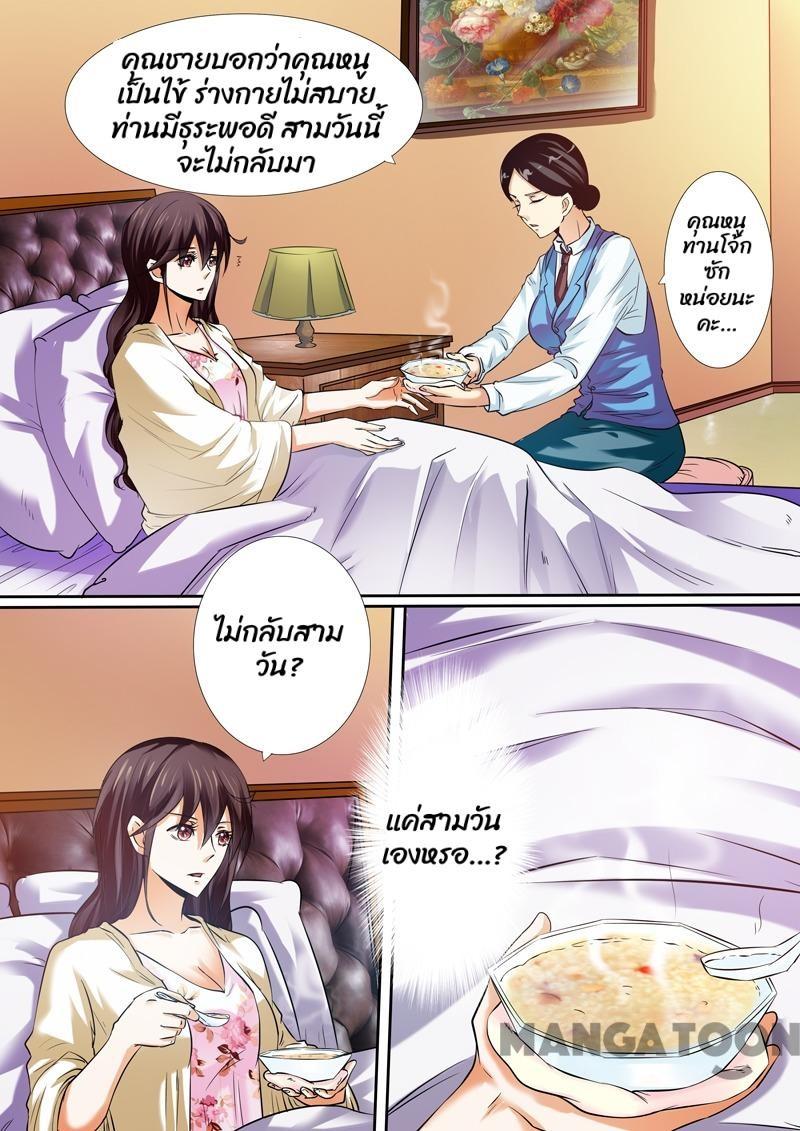 คุณชายบอกว่าคุณหนู
เป็นไข้ ร่างกายไม่สบาย
ท่านมีธุระพอดี สามวันนี้
จะไม่กลับมา
คุณหนู
ทานโจ๊ก
ซัก
หน่อยนะ
คะ...
ไม่กลับสาม
วัน?
แค่สามวัน
เองหรอ...?
MANGATOON